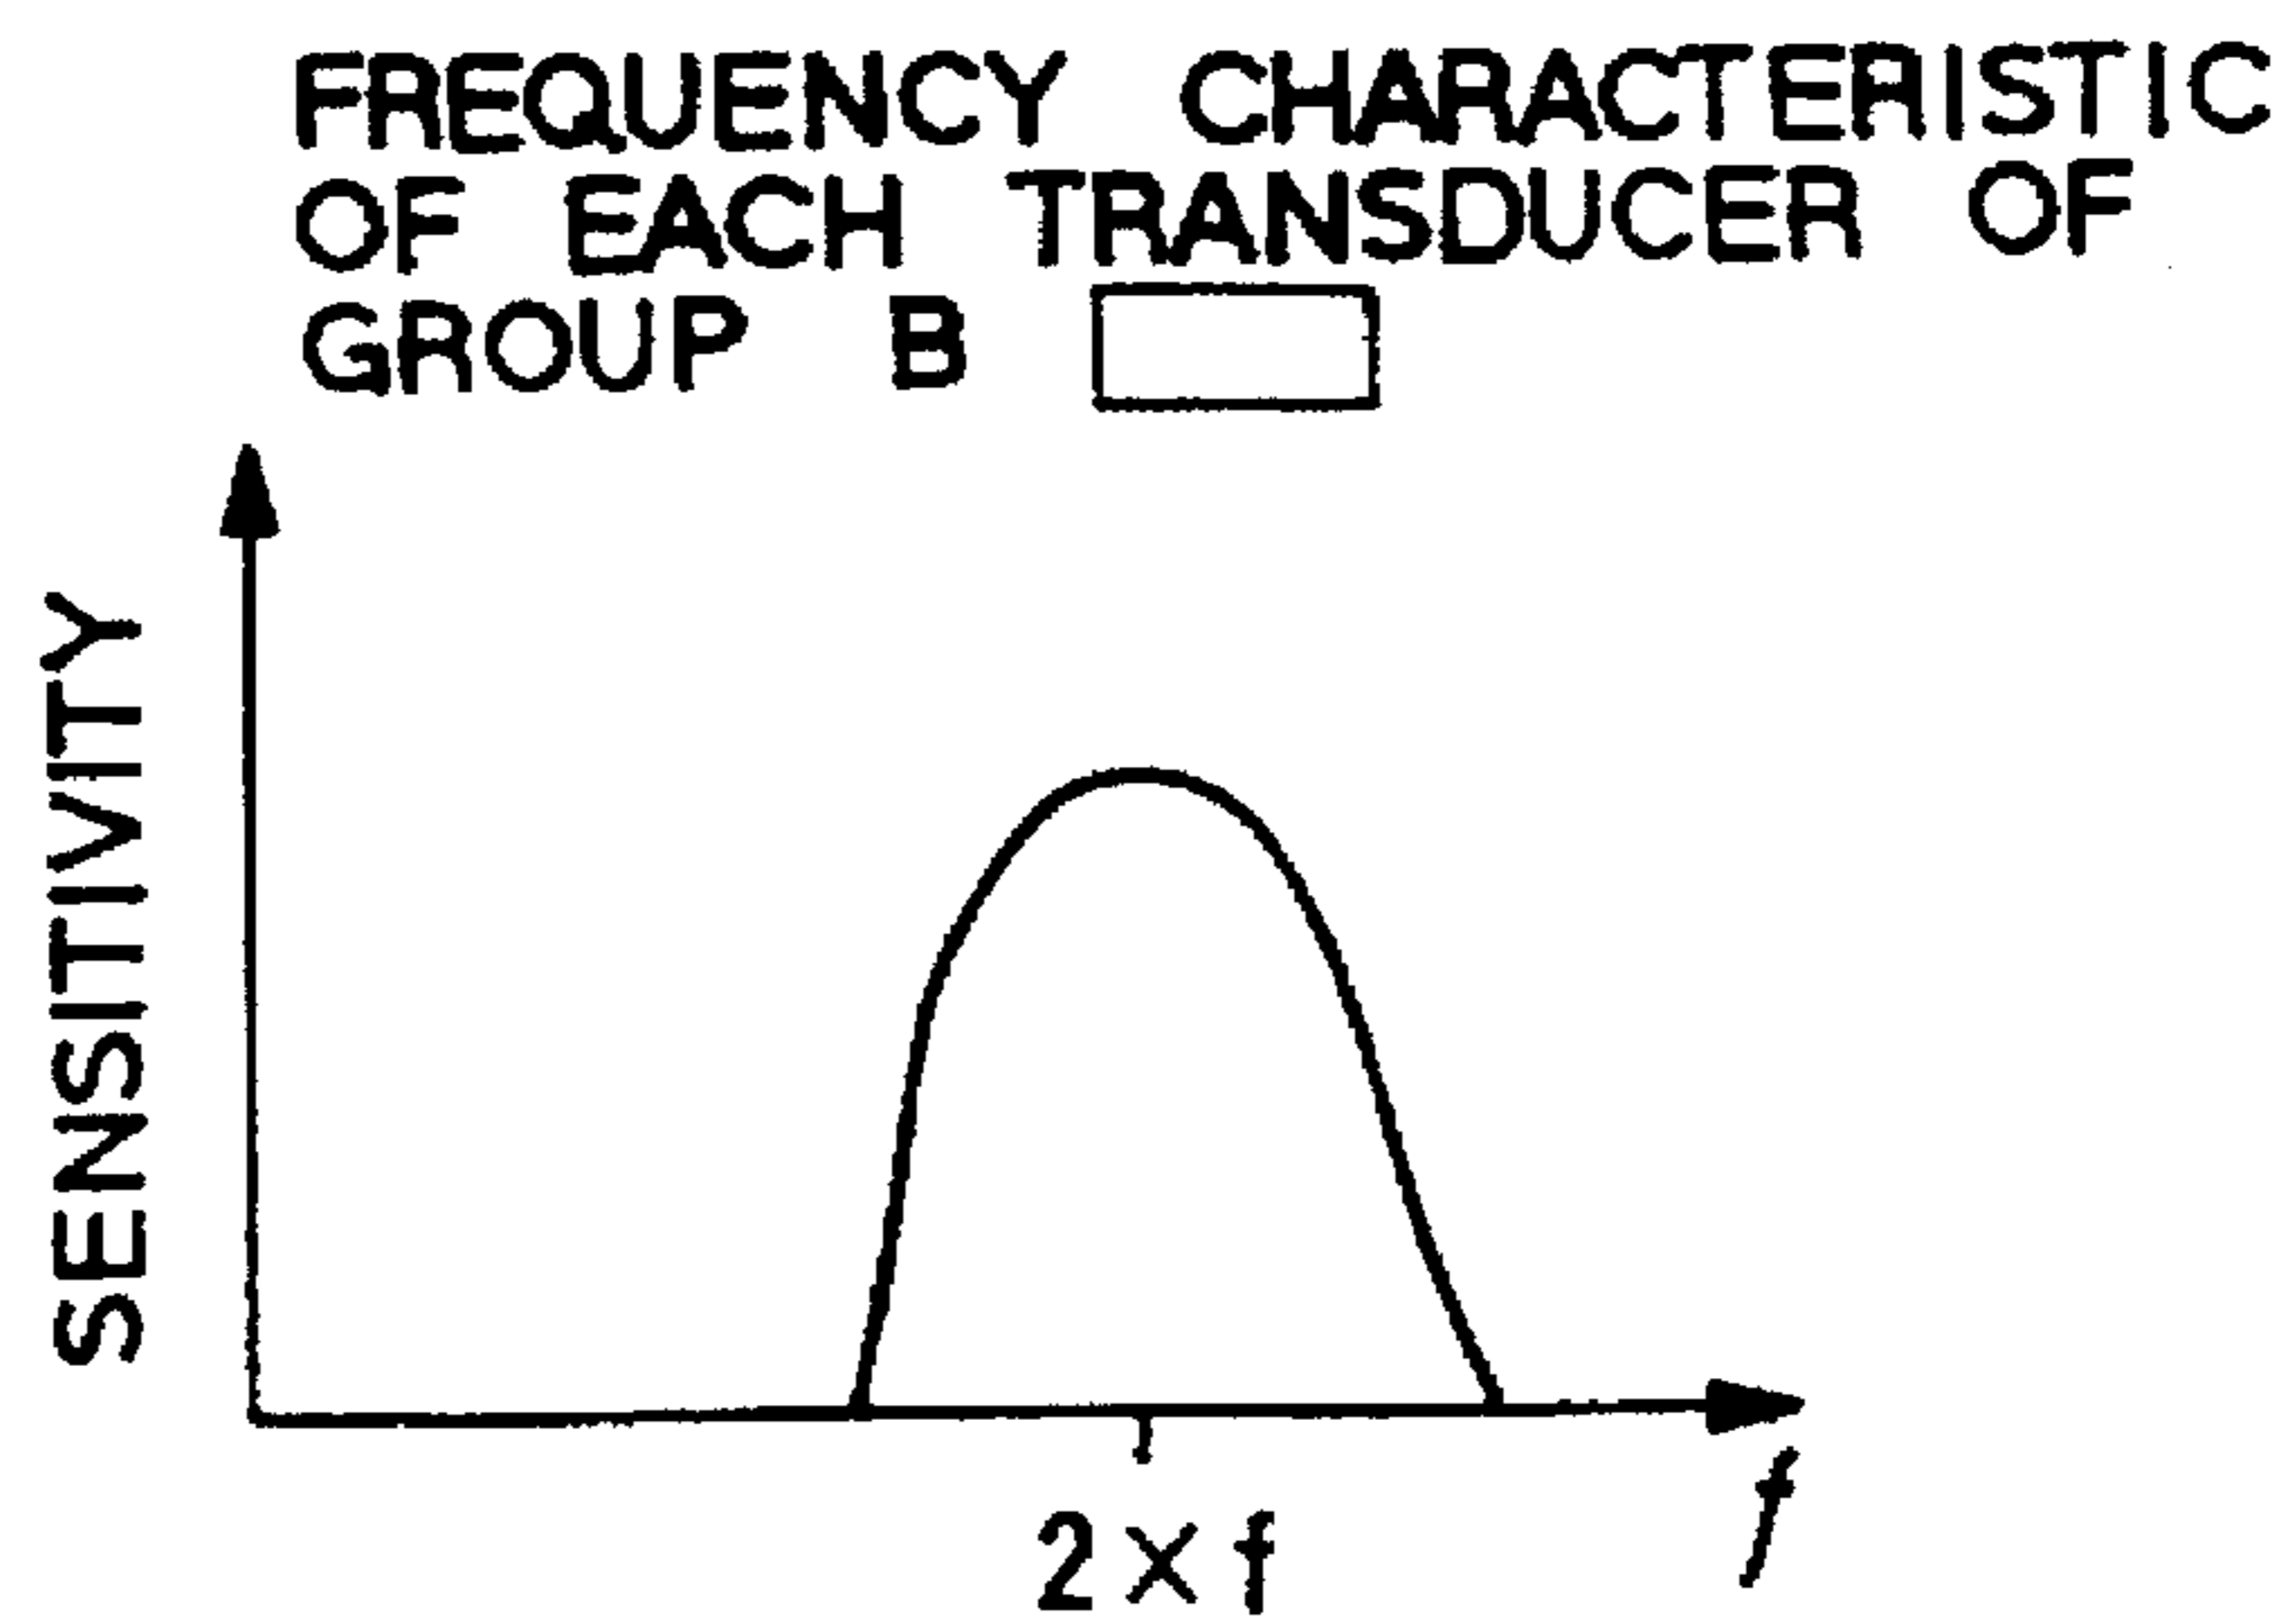 FREQUENCY CHARACTERISTIC
OF EACH TRANSDUCER OF
GROUP B
SENSITIVITY
2×f
f